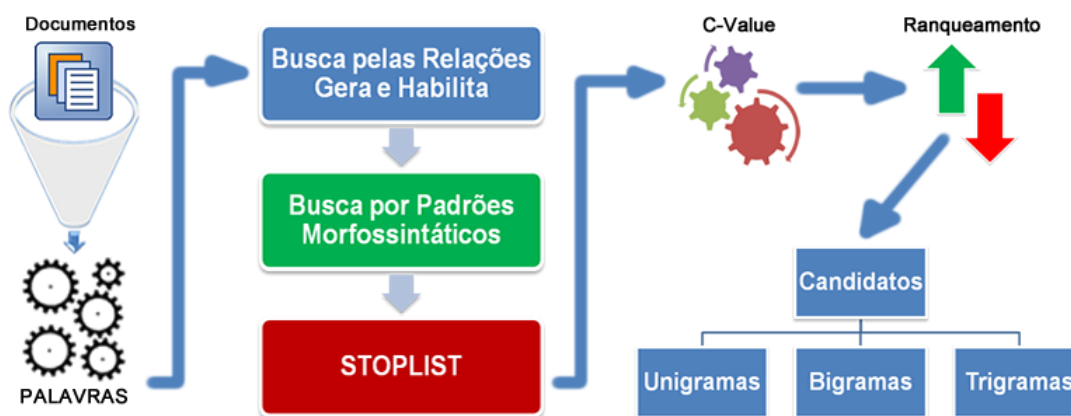 Documentos
PALAVRAS
Busca pelas Relações
Gera e Habilita
Busca por Padrões
Morfossintáticos
STOPLIST
C-Value
Ranqueamento
Candidatos
Unigramas
Bigramas
Trigramas